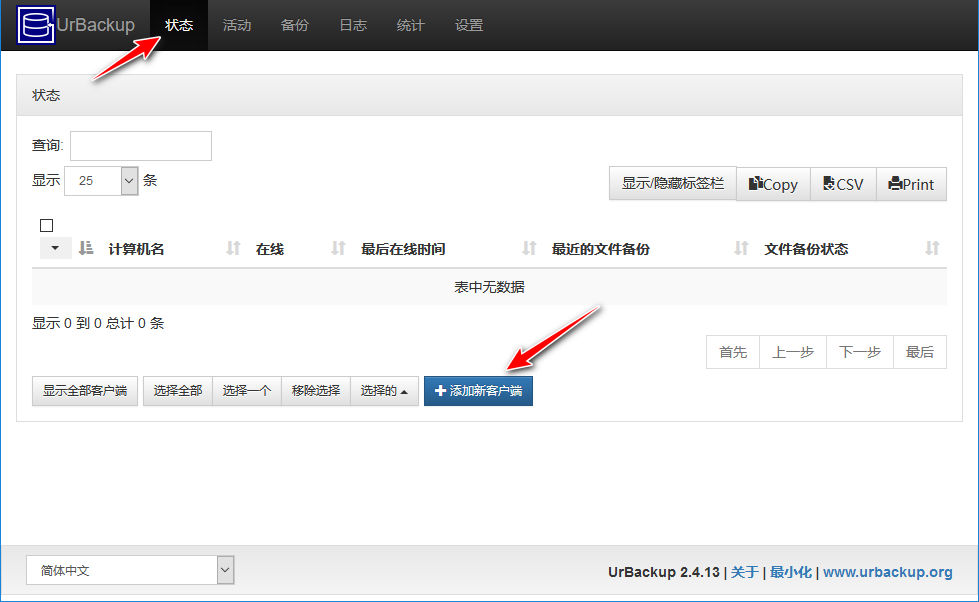 UrBackup 状态 活动 备份 日志 统计 设置
状态
查询:
显示 25 条
显示/隐藏标签栏 Copy CSV Print
计算机名 在线 最后在线时间 最近的文件备份 文件备份状态
表中无数据
显示 0 到 0 总计 0 条
首先 上一步 下一步 最后
显示全部客户端 选择全部 选择一个 移除选择 选择的 添加新客户端
简体中文
UrBackup 2.4.13 | 关于 | 最小化 | www.urbackup.org